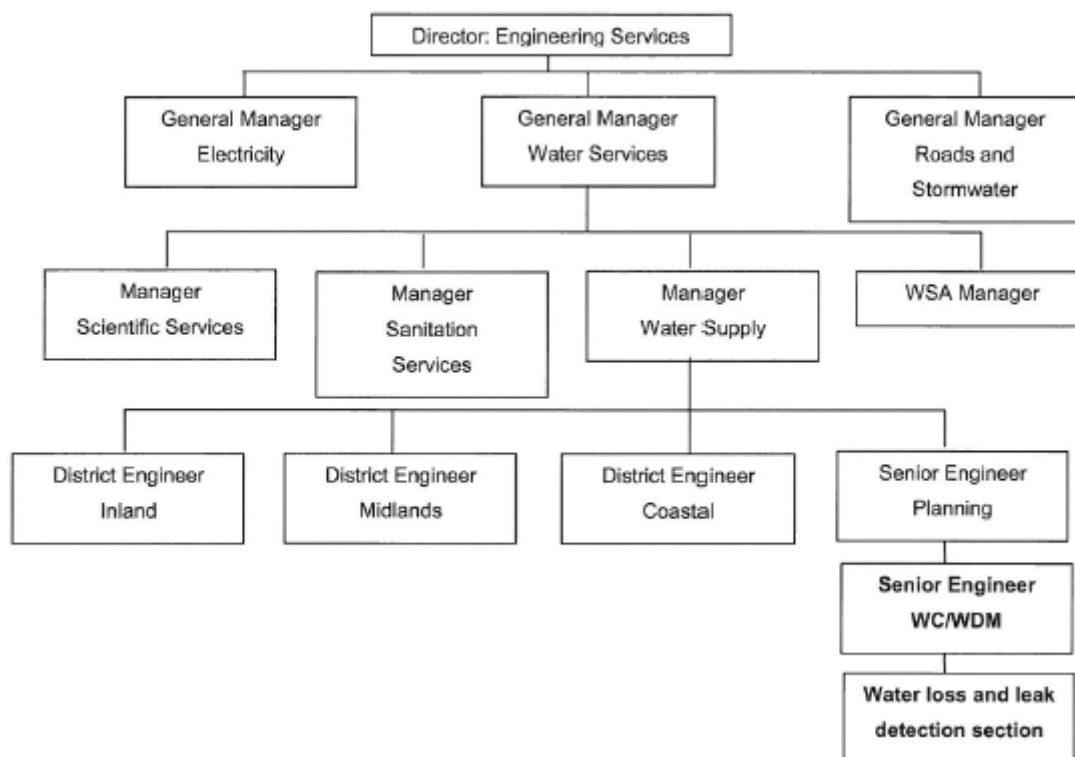 Director: Engineering Services
General Manager
Electricity
General Manager
Water Services
General Manager
Roads and
Stormwater
Manager
Scientific Services
Manager
Sanitation
Services
Manager
Water Supply
WSA Manager
District Engineer
Inland
District Engineer
Midlands
District Engineer
Coastal
Senior Engineer
Planning
Senior Engineer
WC/WDM
Water loss and leak
detection section